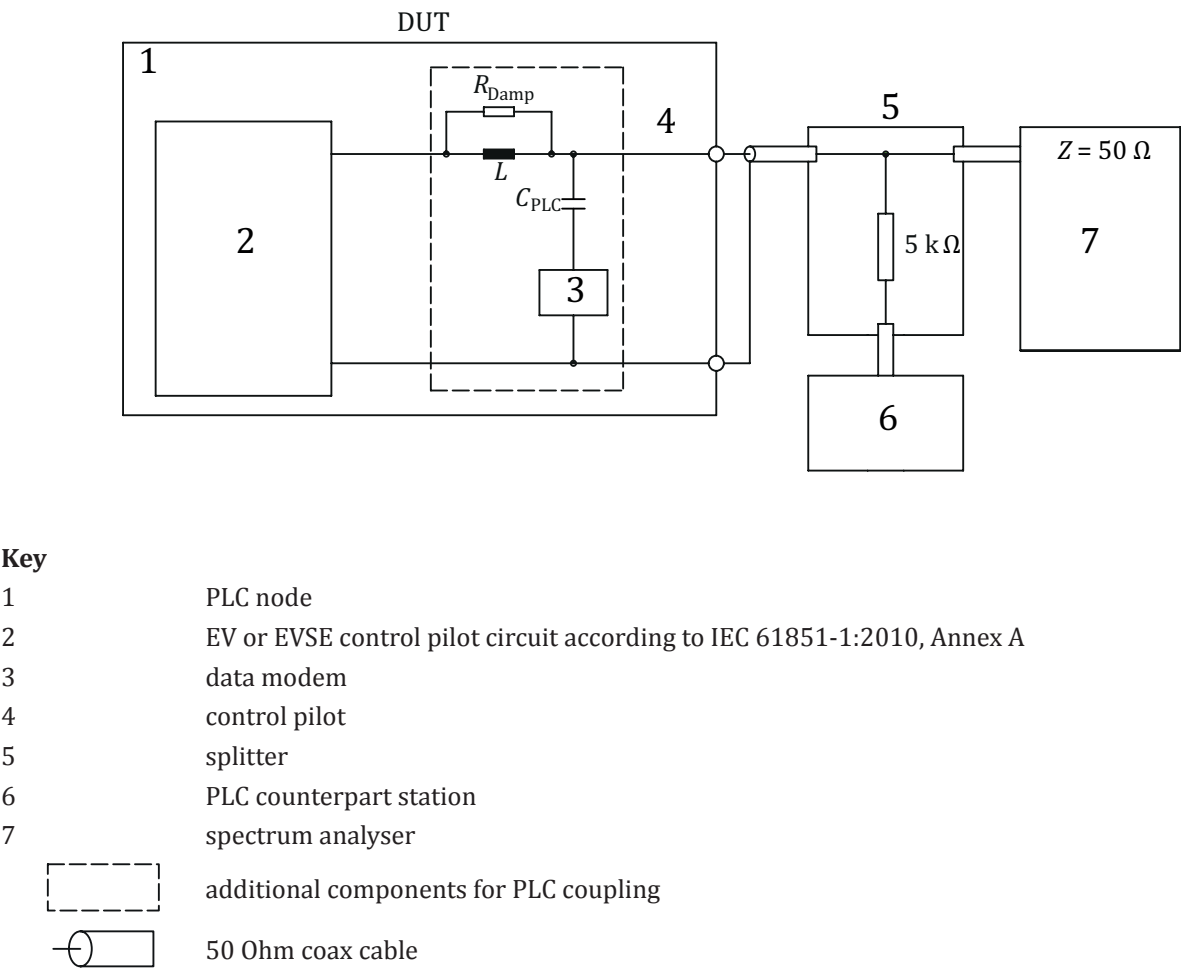 DUT
1
R_Damp
4
5
Z = 50 Ω
L
C_PLC
2
5 kΩ
7
3
6
Key
1 PLC node
2 EV or EVSE control pilot circuit according to IEC 61851-1:2010, Annex A
3 data modem
4 control pilot
5 splitter
6 PLC counterpart station
7 spectrum analyser
additional components for PLC coupling
50 Ohm coax cable